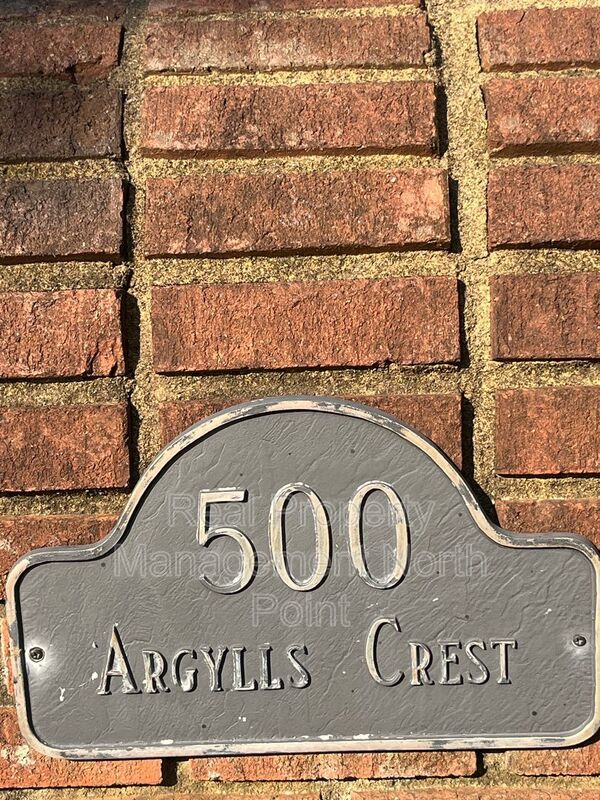 500
Argylls Crest
Real Property
Management North
Point